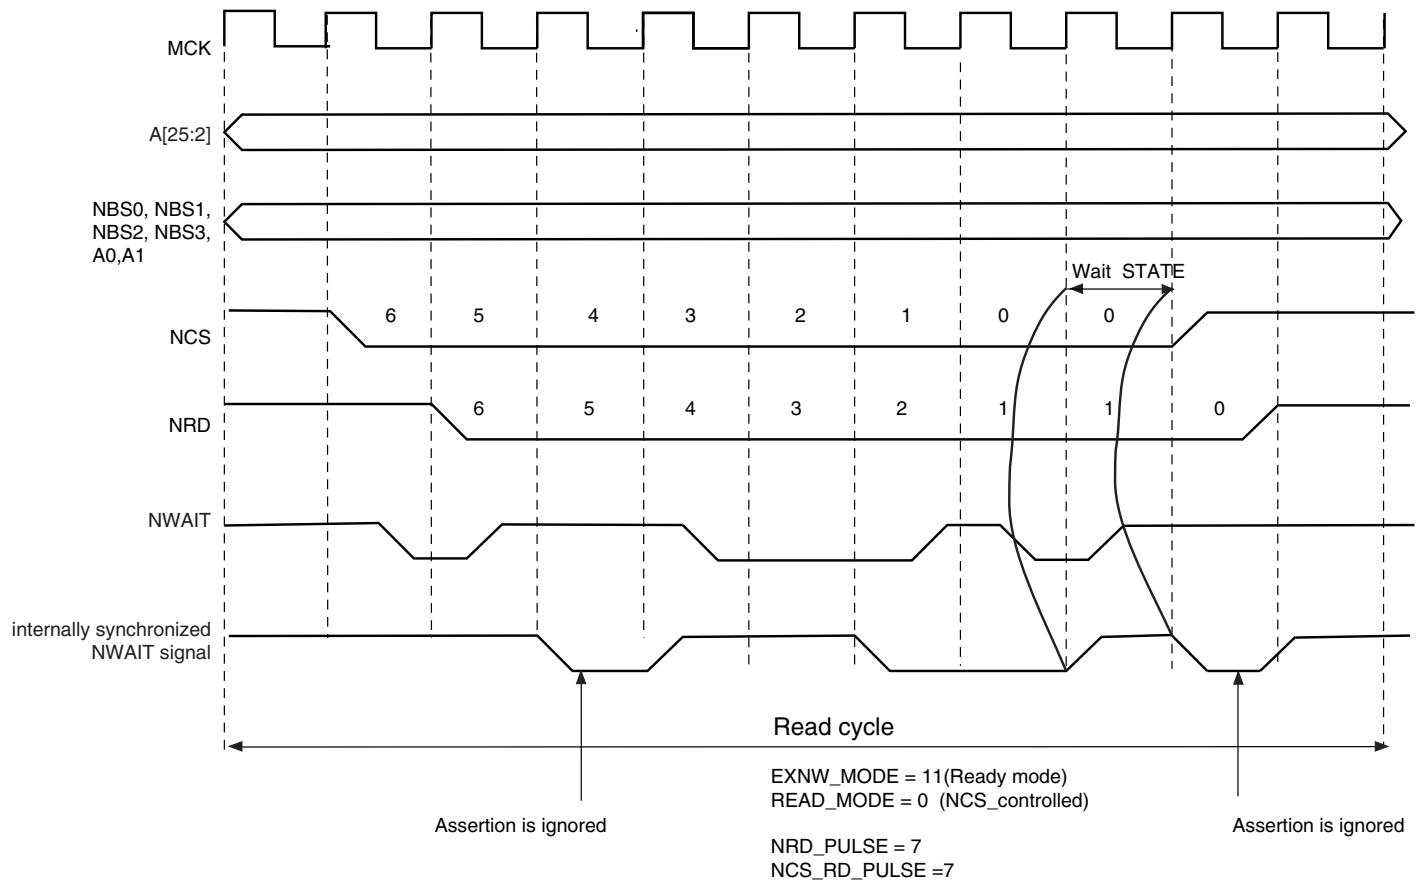 MCK
A[25:2]
NBS0, NBS1,
NBS2, NBS3,
A0,A1
Wait STATE
NCS
6 5 4 3 2 1 0 0
NRD
6 5 4 3 2 1 1 0
NWAIT
internally synchronized
NWAIT signal
Read cycle
EXNW_MODE = 11(Ready mode)
READ_MODE = 0 (NCS_controlled)
Assertion is ignored
Assertion is ignored
NRD_PULSE = 7
NCS_RD_PULSE =7